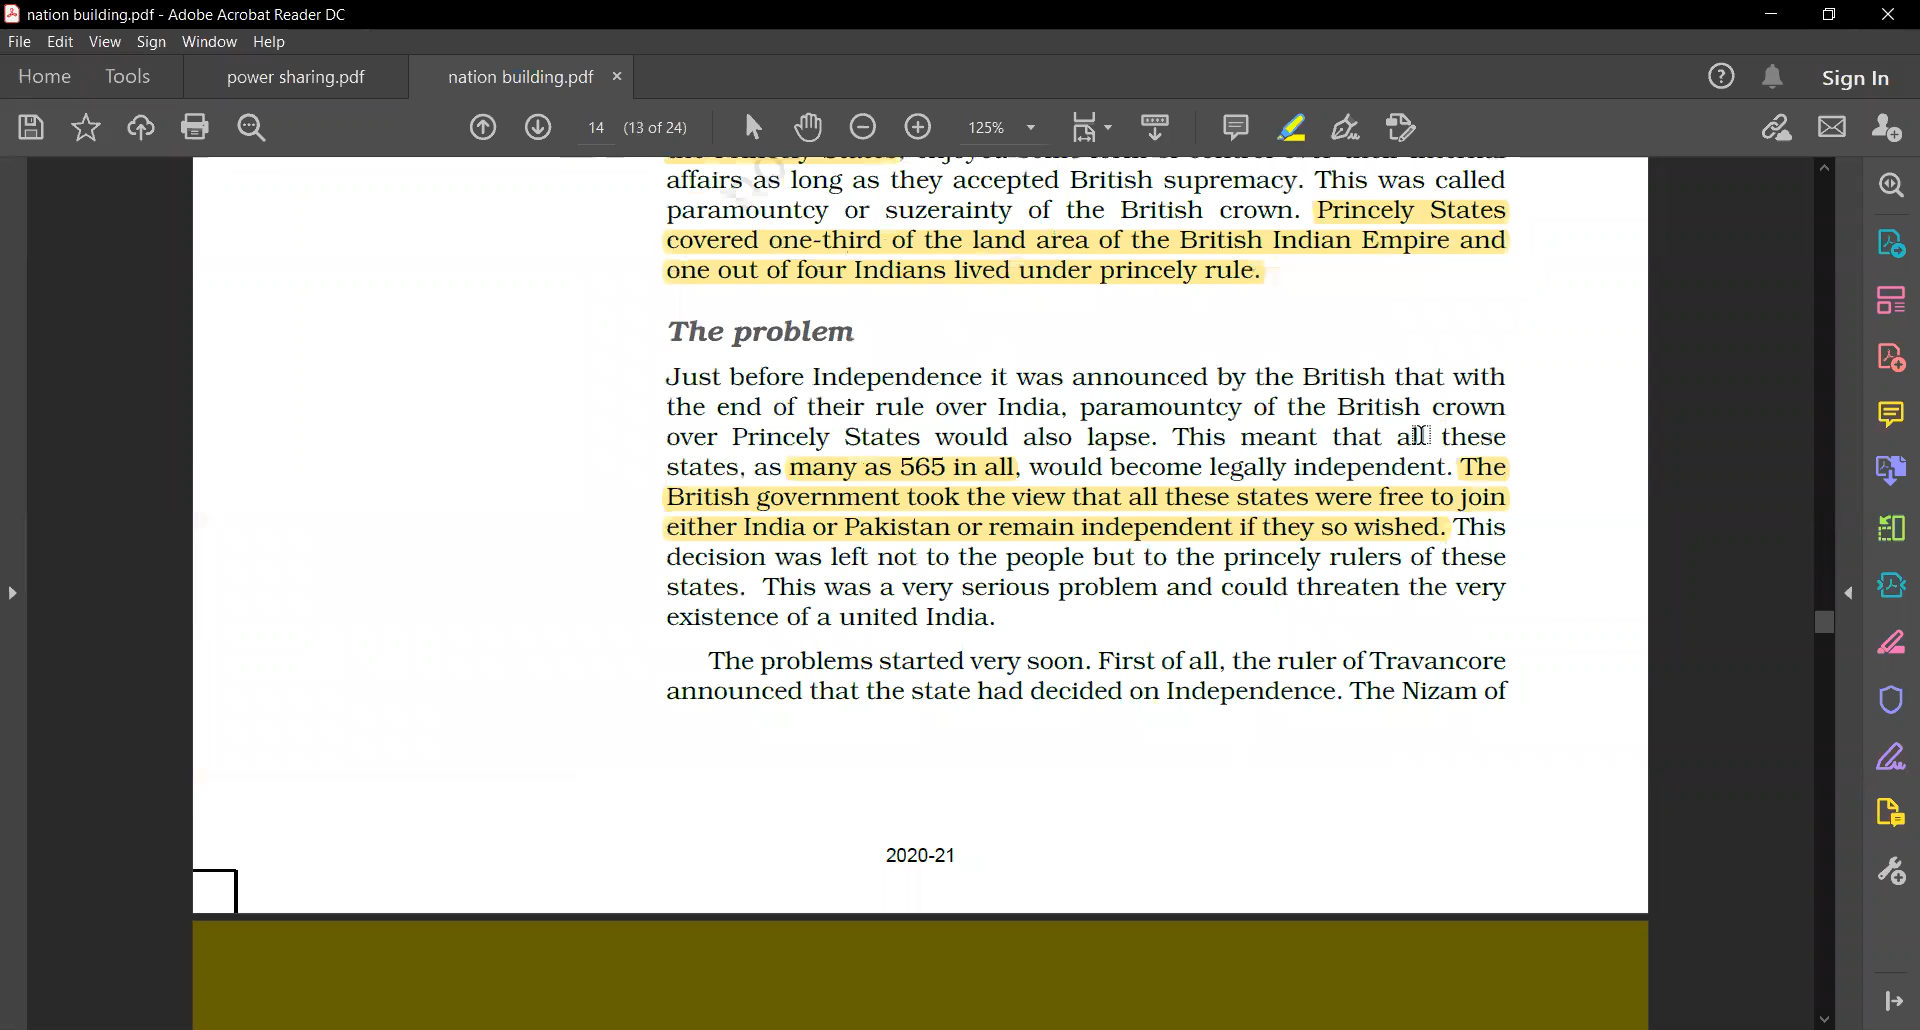 nation building.pdf - Adobe Acrobat Reader DC
File Edit View Sign Window Help
Home Tools power sharing.pdf nation building.pdf × Sign In
14 (13 of 24) 125%
affairs as long as they accepted British supremacy. This was called
paramountcy or suzerainty of the British crown. Princely States
covered one-third of the land area of the British Indian Empire and
one out of four Indians lived under princely rule.
The problem
Just before Independence it was announced by the British that with
the end of their rule over India, paramountcy of the British crown
over Princely States would also lapse. This meant that all these
states, as many as 565 in all, would become legally independent. The
British government took the view that all these states were free to join
either India or Pakistan or remain independent if they so wished. This
decision was left not to the people but to the princely rulers of these
states. This was a very serious problem and could threaten the very
existence of a united India.
The problems started very soon. First of all, the ruler of Travancore
announced that the state had decided on Independence. The Nizam of
2020-21